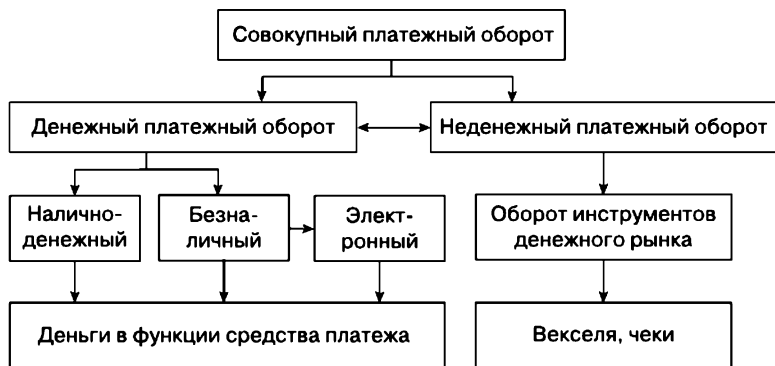 Совокупный платежный оборот
Денежный платежный оборот
Неденежный платежный оборот
Налично-
денежный
Безна-
личный
Элект-
ронный
Оборот инструментов
денежного рынка
Деньги в функции средства платежа
Векселя, чеки